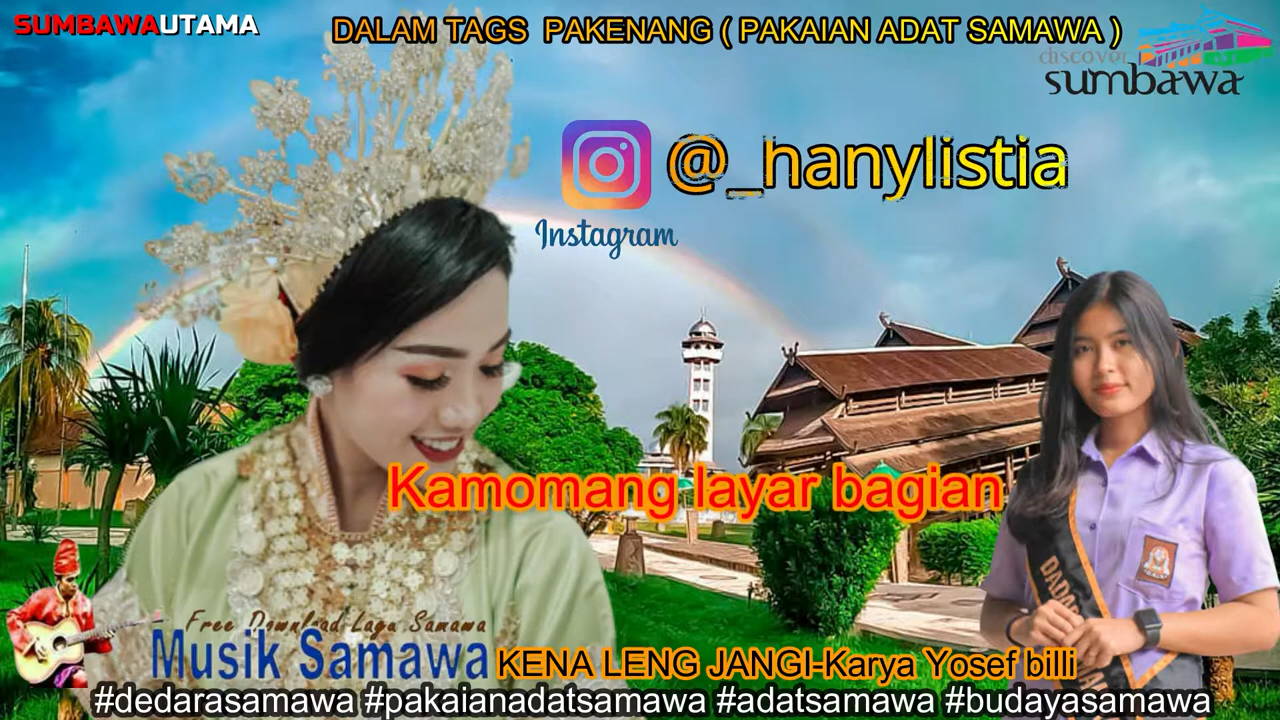 SUMBAWAUTAMA
DALAM TAGS PAKENANG ( PAKAIAN ADAT SAMAWA )
discover
sumbawa
@_hanylistia
Instagram
Kamomang layar bagian
Free Download Lagu Samawa
Musik Samawa
KENA LENG JANGI-Karya Yosef billi
#dedarasamawa #pakaianadatsamawa #adatsamawa #budayasamawa